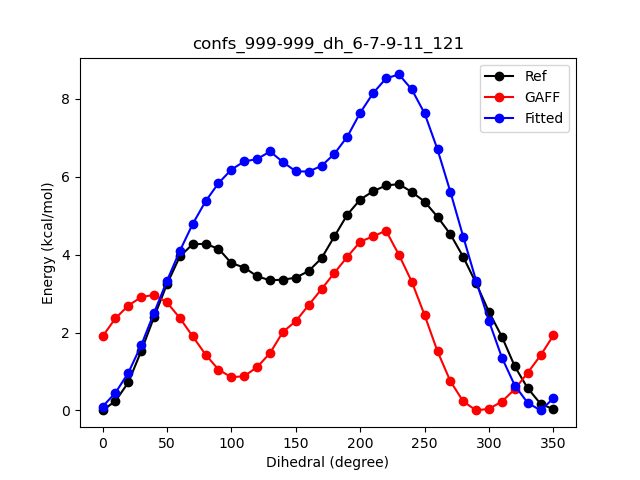 confs_999-999_dh_6-7-9-11_121
Ref
GAFF
Fitted
Energy (kcal/mol)
8
6
4
2
0
0 50 100 150 200 250 300 350
Dihedral (degree)